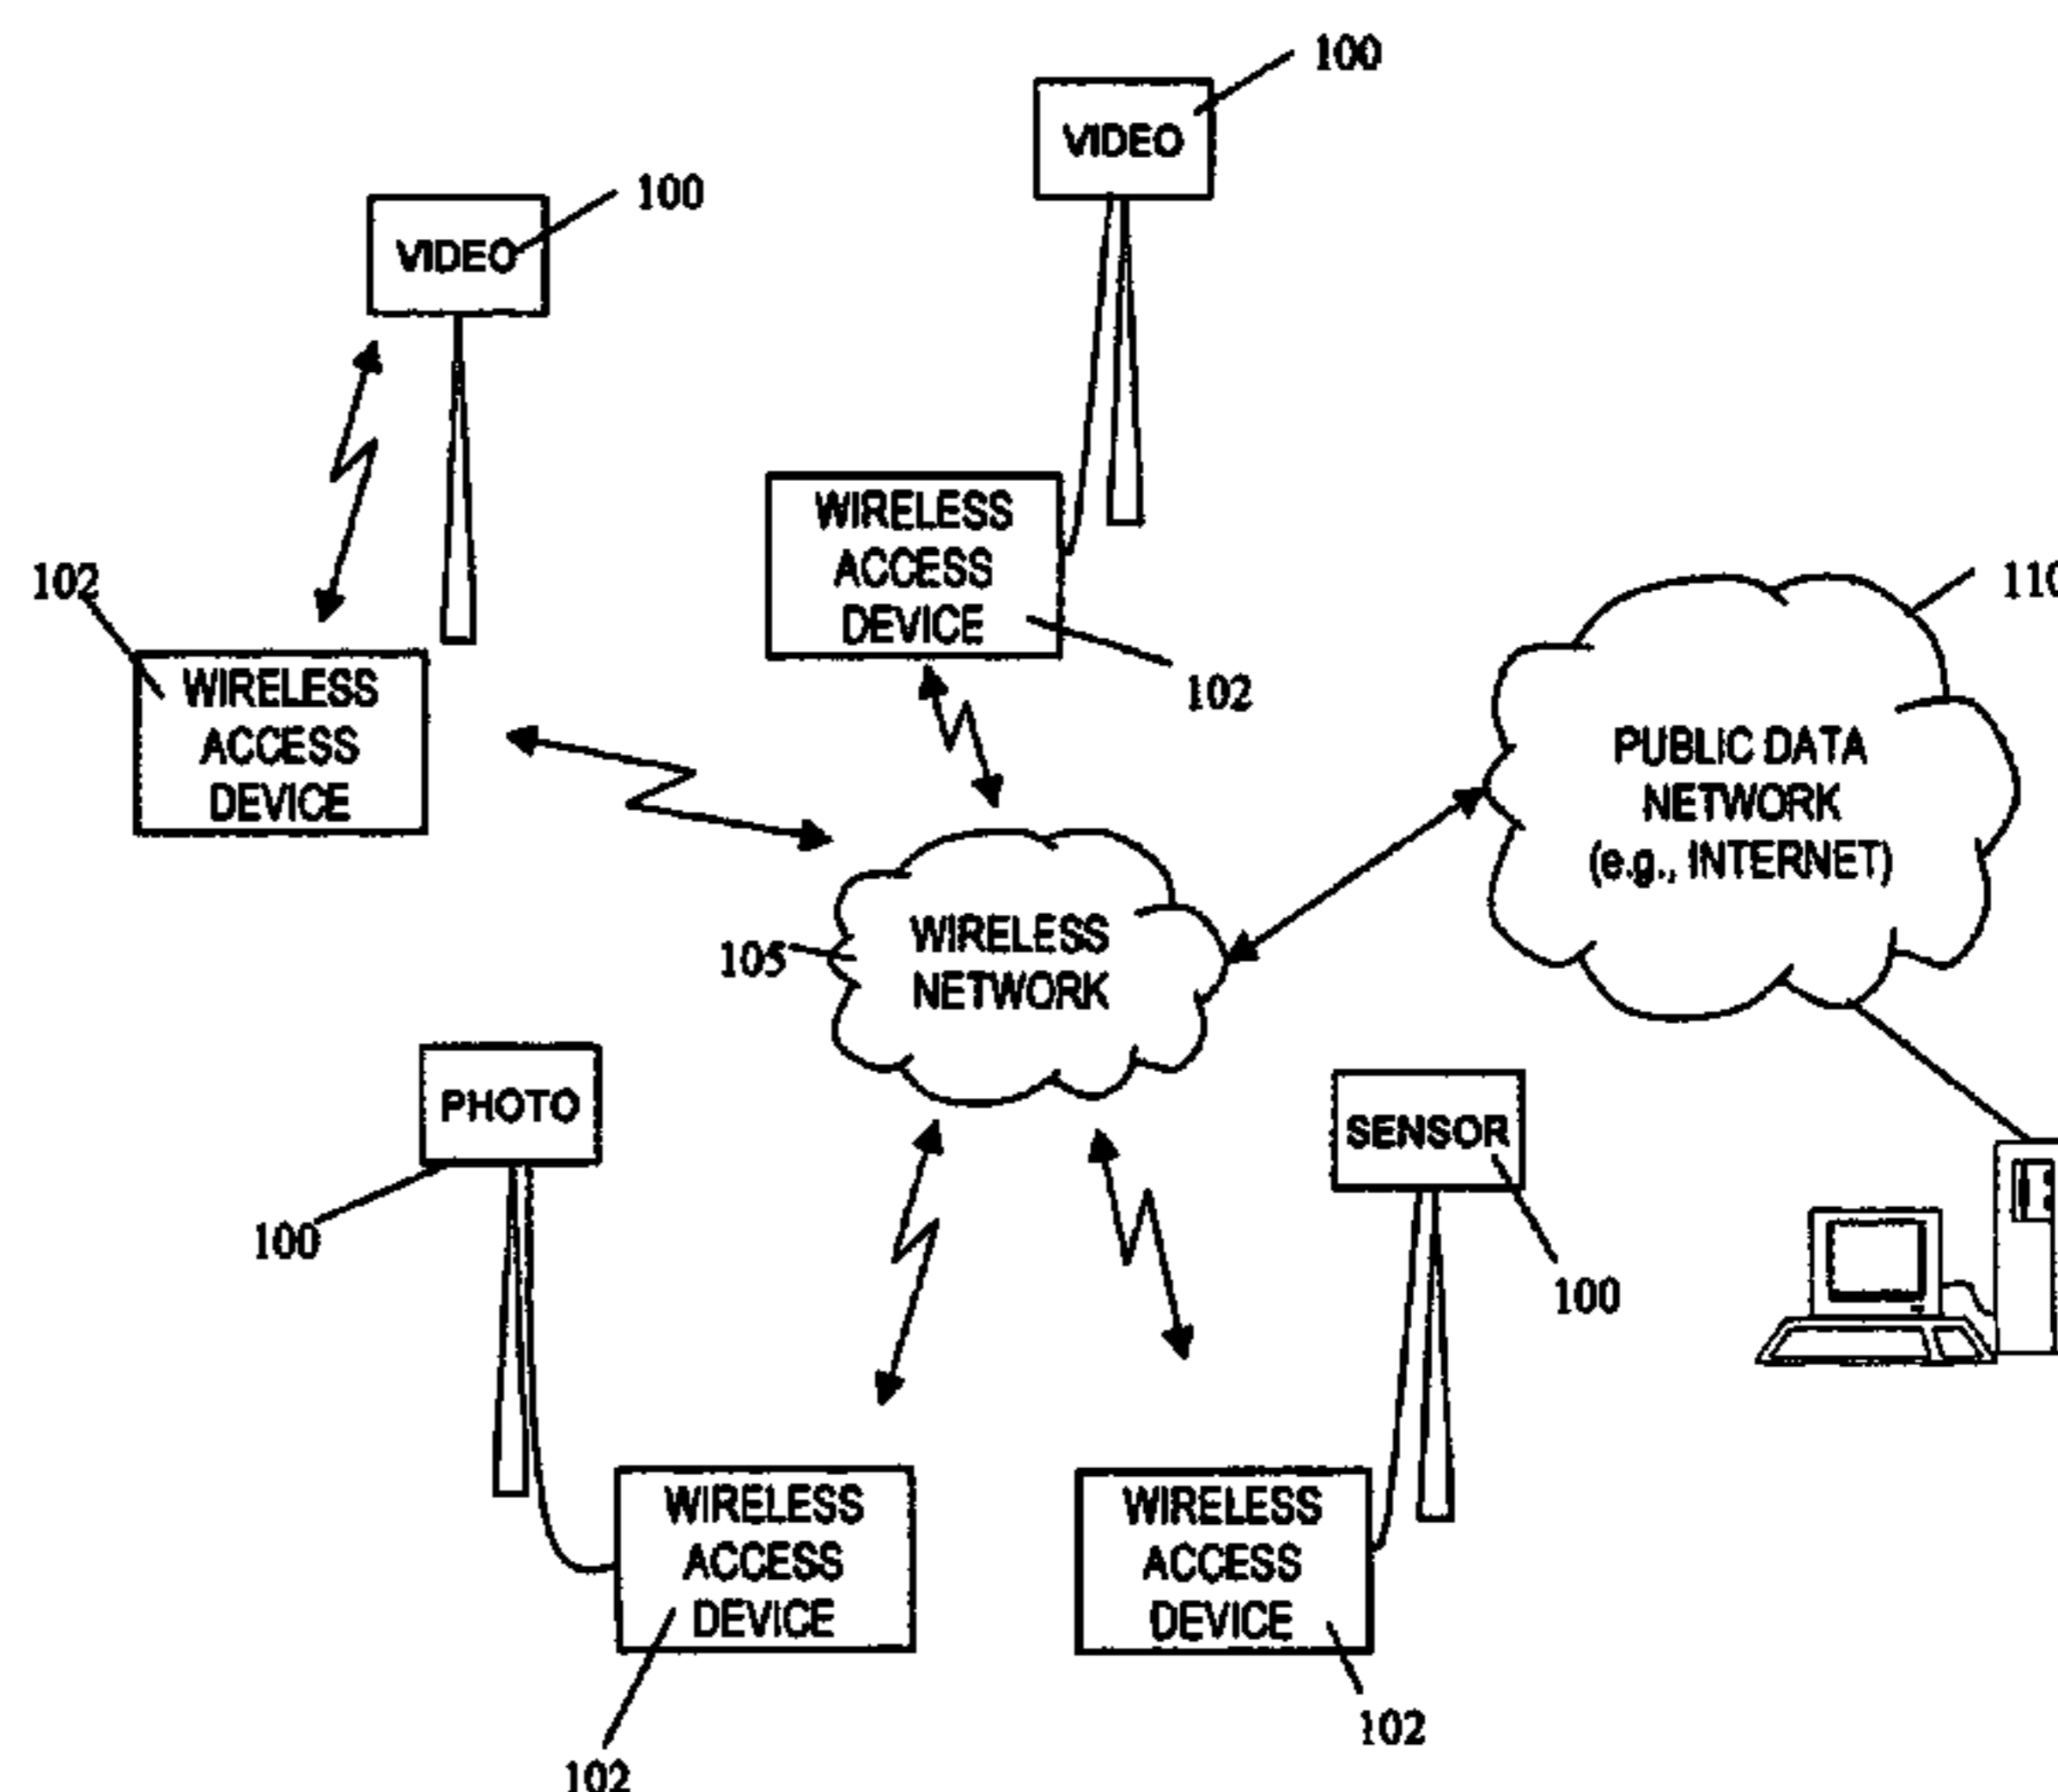 100
VIDEO
100
VIDEO
WIRELESS
ACCESS
DEVICE
102
102
WIRELESS
ACCESS
DEVICE
110
PUBLIC DATA
NETWORK
(e.g., INTERNET)
105
WIRELESS
NETWORK
PHOTO
100
SENSOR
100
WIRELESS
ACCESS
DEVICE
102
WIRELESS
ACCESS
DEVICE
102